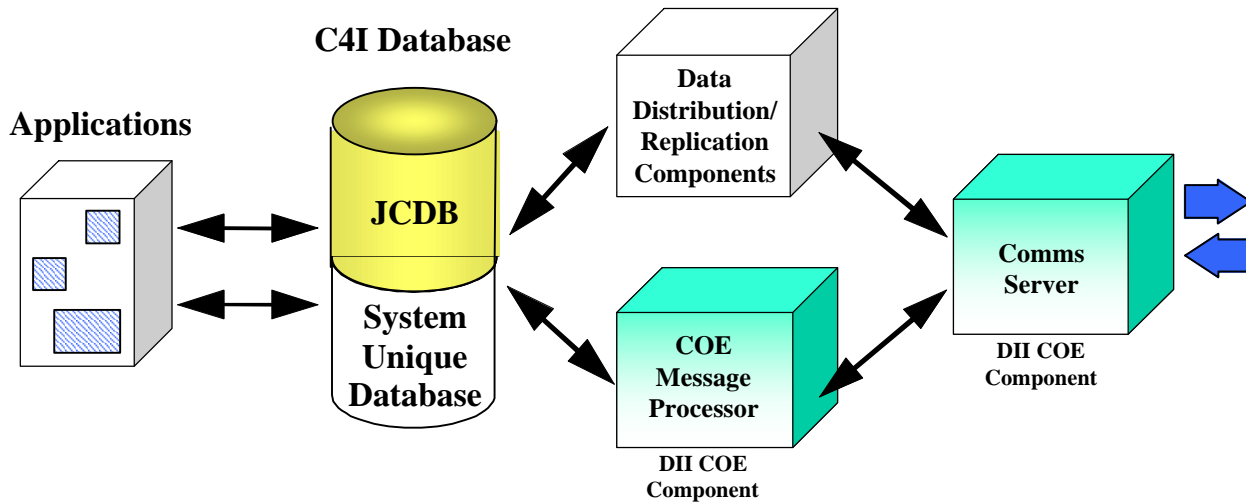 C4I Database
Applications
JCDB
System
Unique
Database
Data
Distribution/
Replication
Components
COE
Message
Processor
DII COE
Component
Comms
Server
DII COE
Component